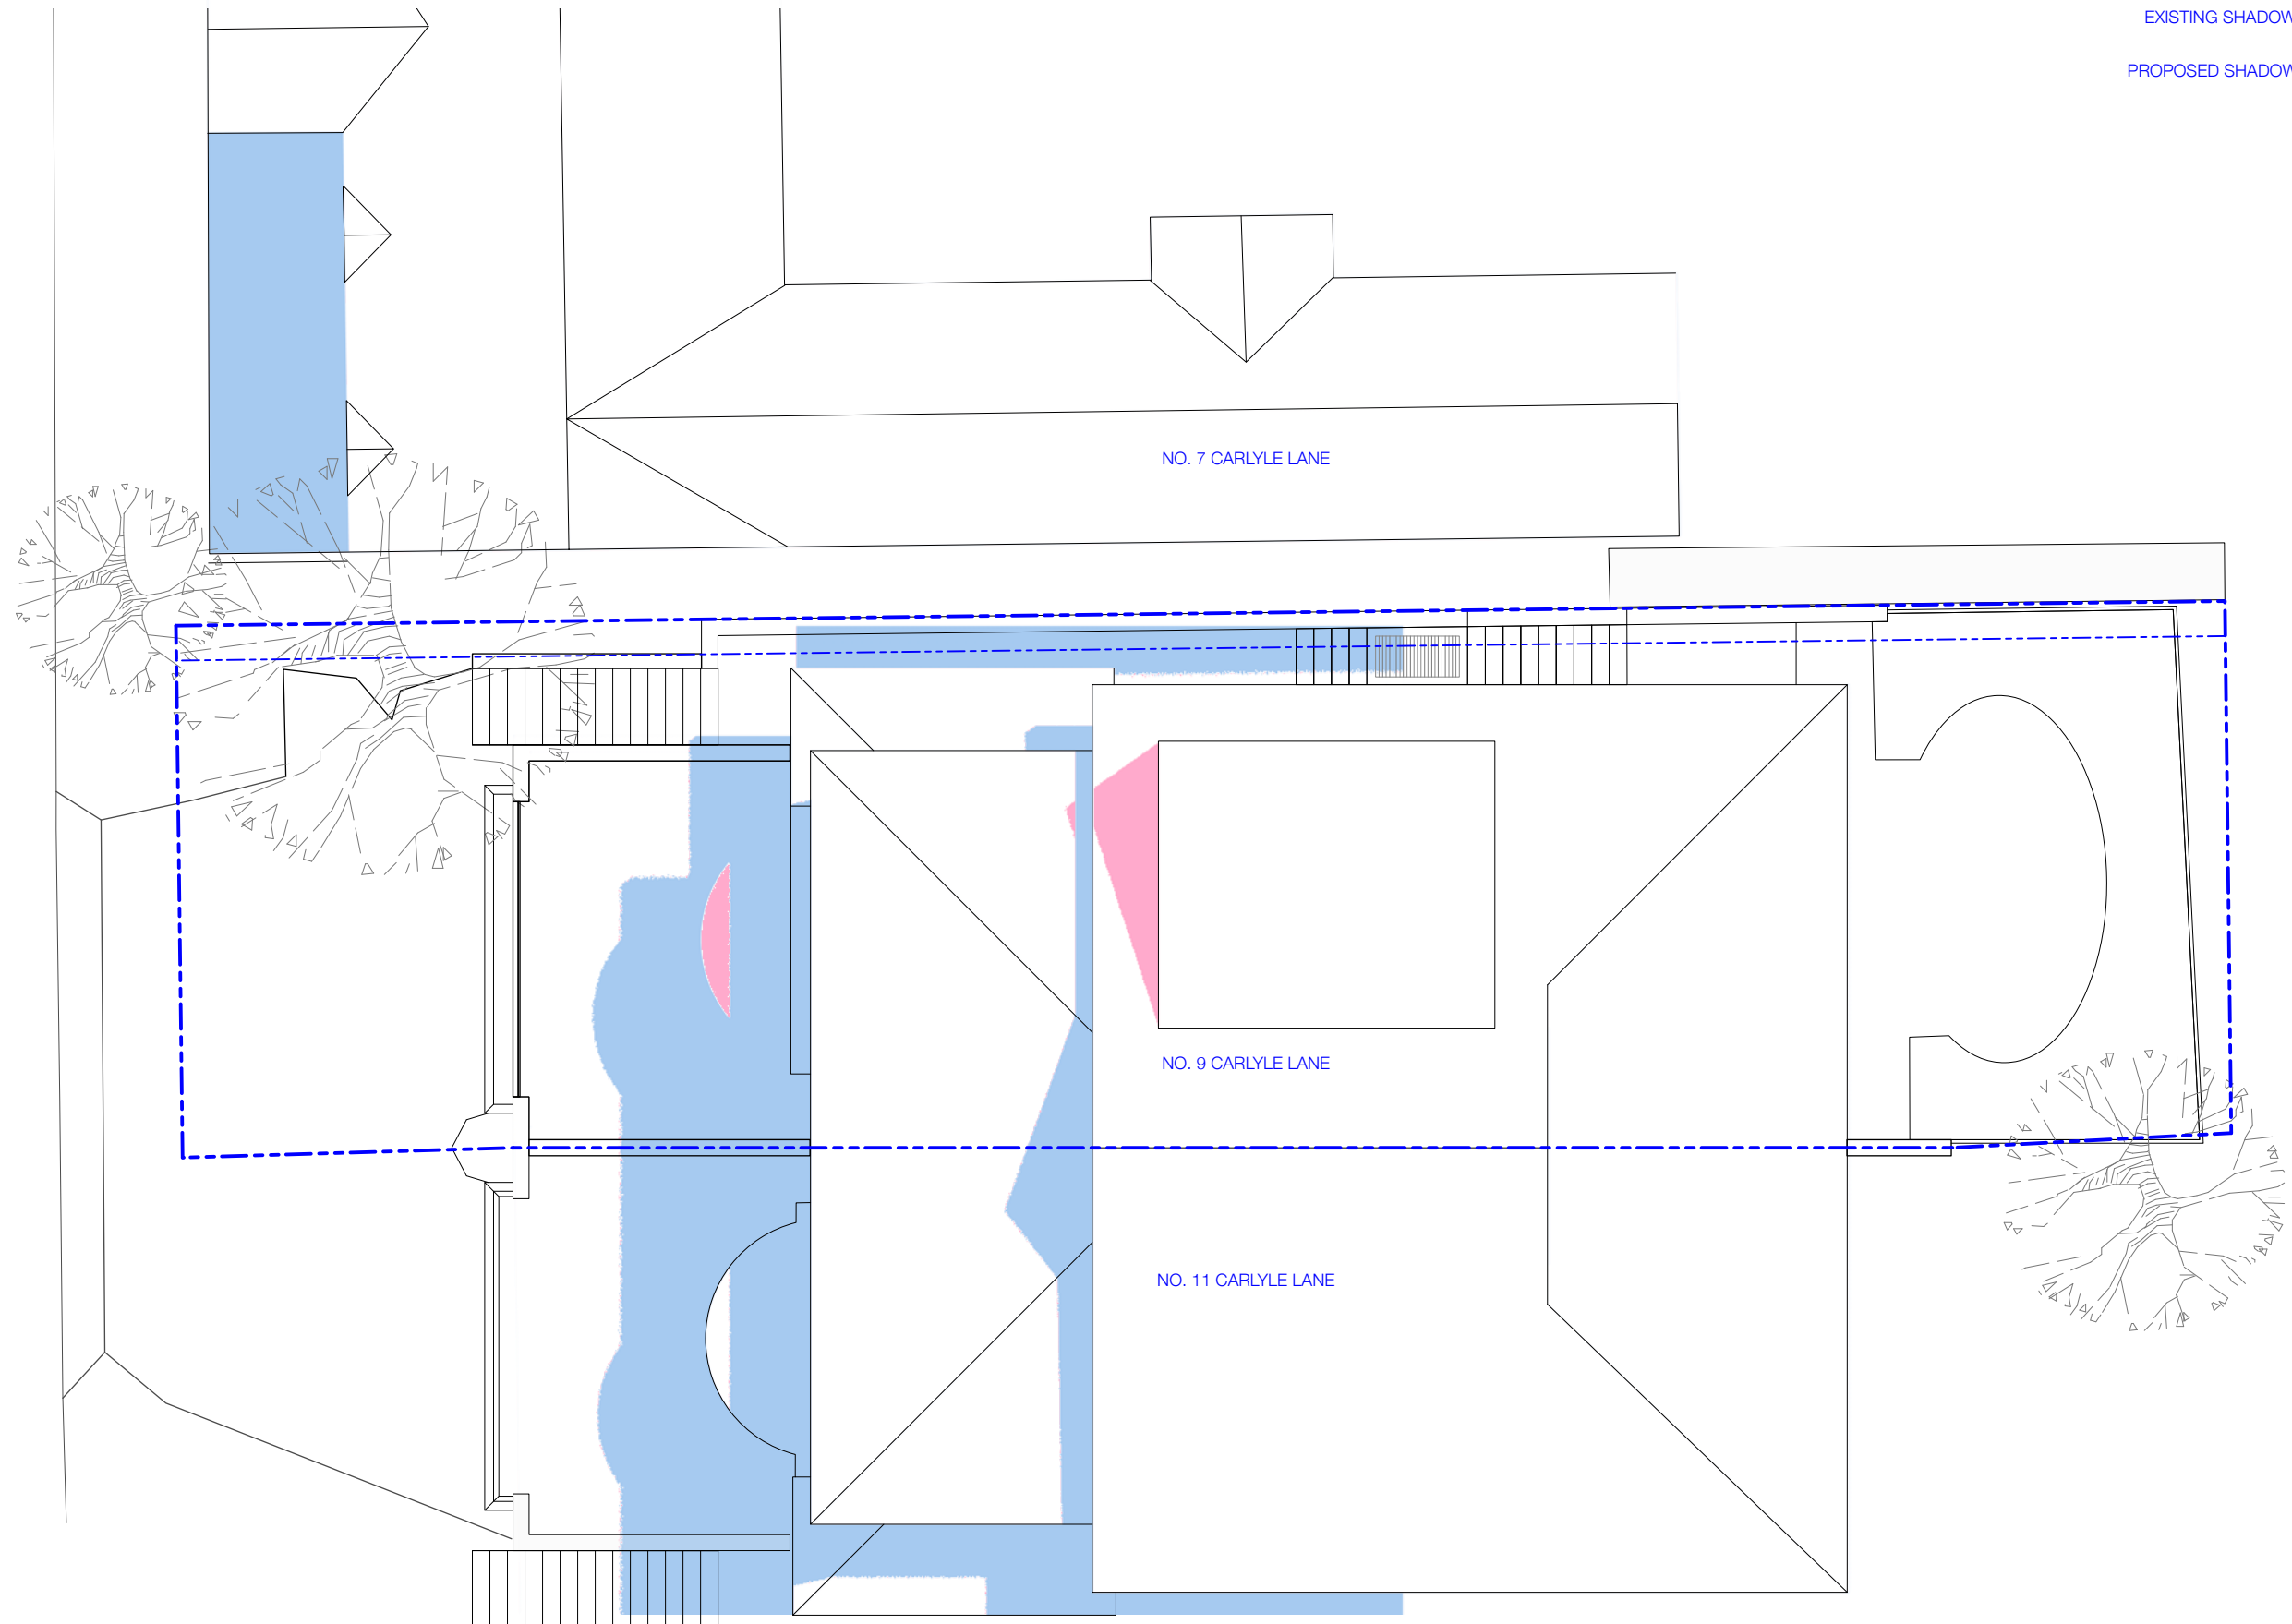 EXISTING SHADOW
PROPOSED SHADOW
NO. 7 CARLYLE LANE
NO. 9 CARLYLE LANE
NO. 11 CARLYLE LANE